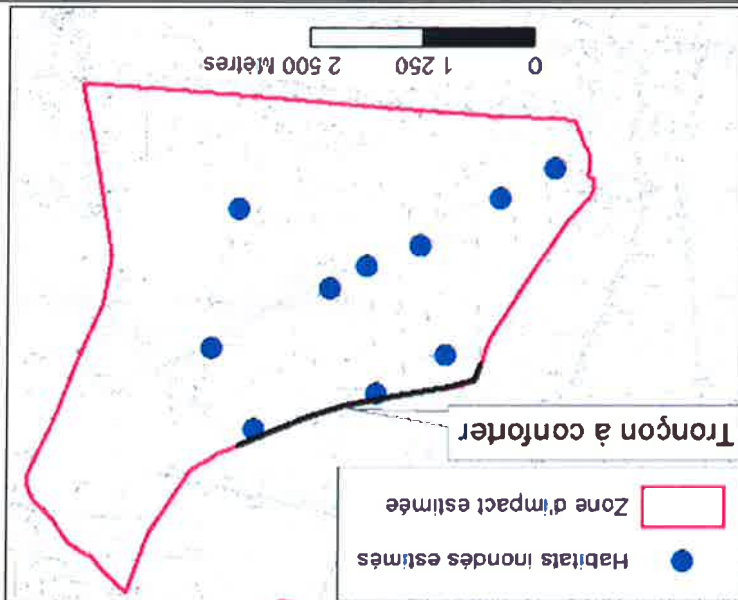 Habitats inondés estimés
Zone d'impact estimée
Tronçon à conforter
0 1 250 2 500 Mètres